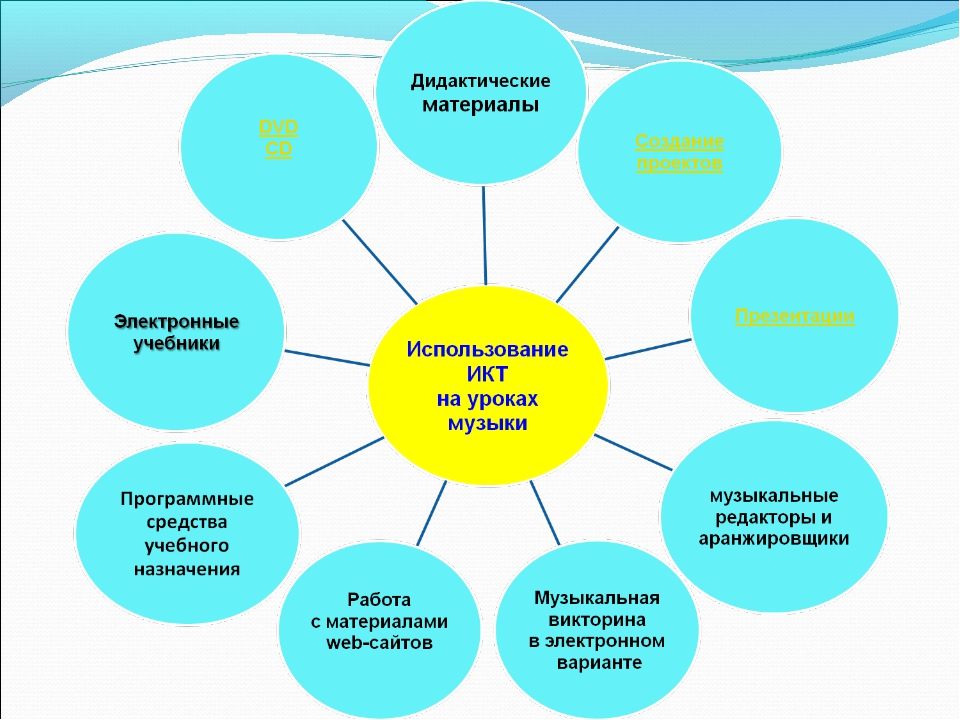 Дидактические
материалы
DVD
CD
Создание
проектов
Электронные
учебники
Презентации
Использование
ИКТ
на уроках
музыки
Программные
средства
учебного
назначения
музыкальные
редакторы и
аранжировщики
Работа
с материалами
web-сайтов
Музыкальная
викторина
в электронном
варианте